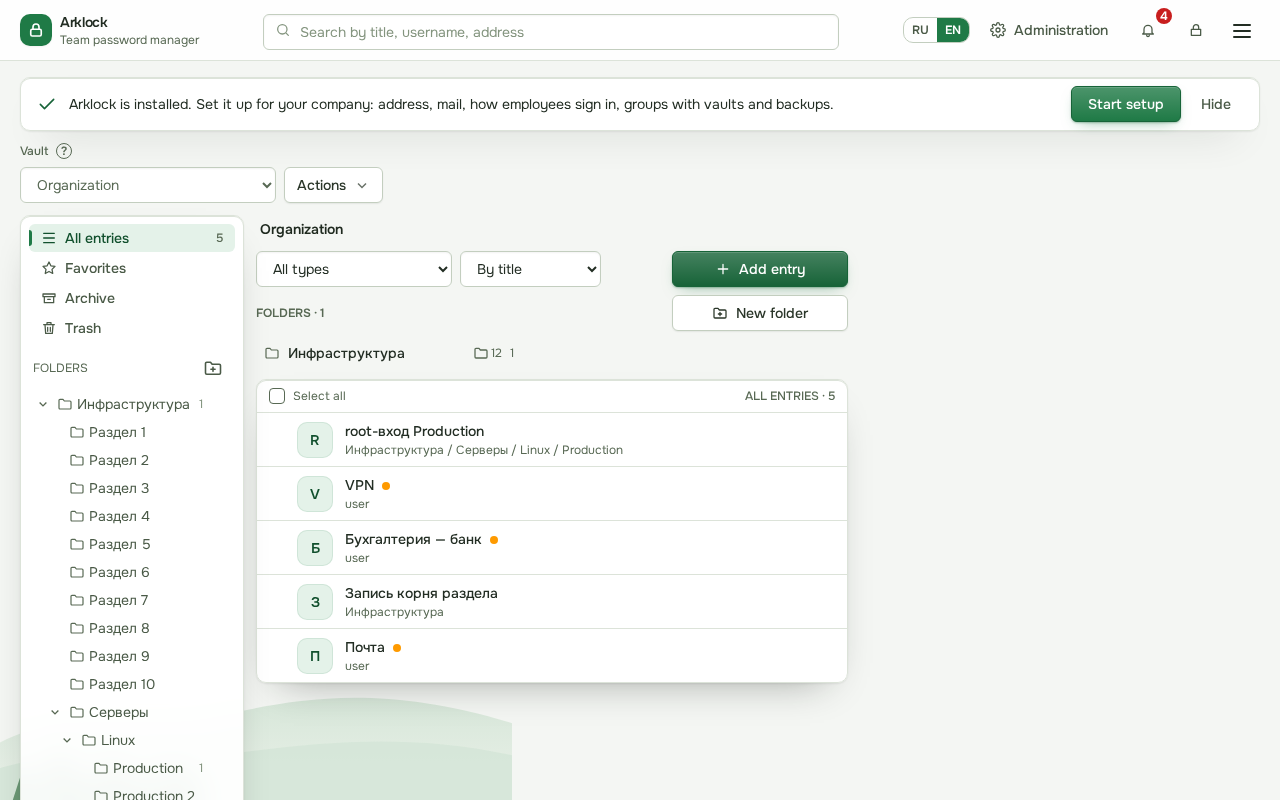 Arklock
Team password manager
Search by title, username, address
RU EN
Administration
4
Arklock is installed. Set it up for your company: address, mail, how employees sign in, groups with vaults and backups.
Start setup
Hide
Vault ?
Organization
Actions
All entries 5
Favorites
Archive
Trash
FOLDERS
Инфраструктура 1
Раздел 1
Раздел 2
Раздел 3
Раздел 4
Раздел 5
Раздел 6
Раздел 7
Раздел 8
Раздел 9
Раздел 10
Серверы
Linux
Production 1
Production 2
Organization
All types
By title
Add entry
FOLDERS · 1
New folder
Инфраструктура 12 1
Select all
ALL ENTRIES · 5
R
root-вход Production
Инфраструктура / Серверы / Linux / Production
V
VPN
user
Б
Бухгалтерия — банк
user
З
Запись корня раздела
Инфраструктура
П
Почта
user